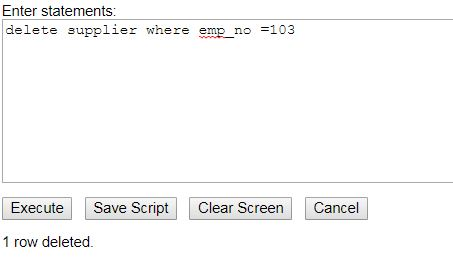 Enter statements:
delete supplier where emp_no =103
Execute Save Script Clear Screen Cancel
1 row deleted.